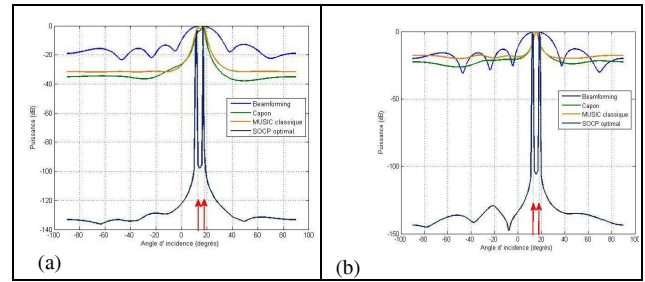 0
-20
-40
-60
-80
-100
-120
-140
Puissance (dB)
Beamforming
Capon
MUSIC classique
SOCP optimal
-100 -80 -60 -40 -20 0 20 40 60 80 100
Angle d' incidence (degrés)
(a)
0
-50
-100
-150
Puissance (dB)
Beamforming
Capon
MUSIC classique
SOCP optimal
-100 -80 -60 -40 -20 0 20 40 60 80 100
Angle d' incidence (degrés)
(b)